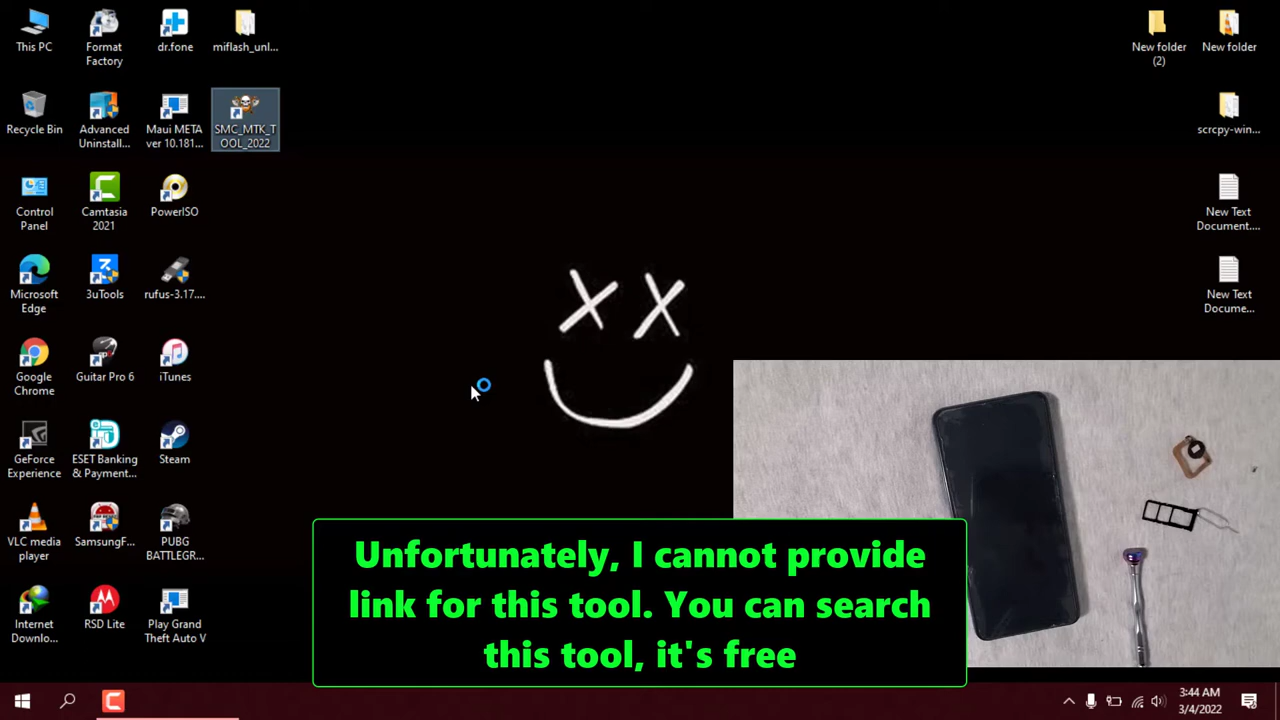 This PC
Format
Factory
dr.fone
miflash_unl...
New folder
(2)
New folder
Recycle Bin
Advanced
Uninstall...
Maui META
ver 10.181...
SMC_MTK_T
OOL_2022
scrcpy-win...
Control
Panel
Camtasia
2021
PowerISO
New Text
Document....
Microsoft
Edge
3uTools
rufus-3.17....
New Text
Docume...
Google
Chrome
Guitar Pro 6
iTunes
GeForce
Experience
ESET Banking
& Payment...
Steam
VLC media
player
SamsungF...
PUBG
BATTLEGR...
Internet
Downlo...
RSD Lite
Play Grand
Theft Auto V
Unfortunately, I cannot provide
link for this tool. You can search
this tool, it's free
3:44 AM
3/4/2022